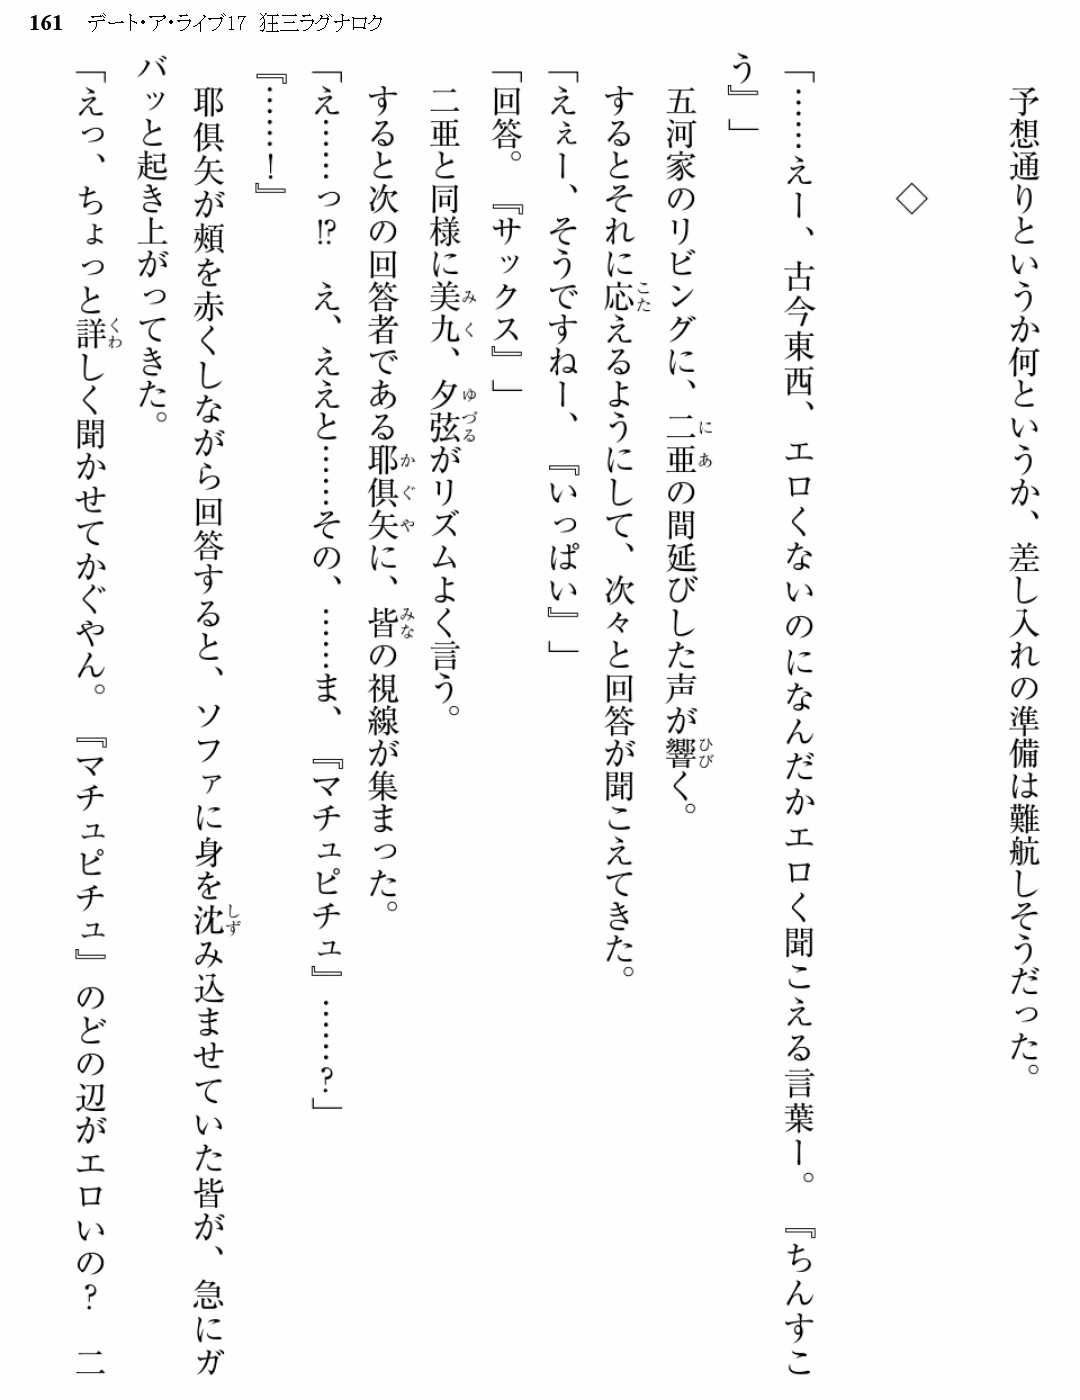 161 デート・ア・ライブ17 狂三ラグナロク
予想通りというか何というか、差し入れの準備は難航しそうだった。
◇
「……えー、古今東西、エロくないのになんだかエロく聞こえる言葉ー。『ちんすこ
う』」
五河家のリビングに、二亜の間延びした声が響く。
するとそれに応えるようにして、次々と回答が聞こえてきた。
「えぇー、そうですねー、『いっぱい』」
「回答。『サックス』」
二亜と同様に美九、夕弦がリズムよく言う。
すると次の回答者である耶倶矢に、皆の視線が集まった。
「え……っ!? え、ええと……その、……ま、『マチュピチュ』……?」
『……!』
耶倶矢が頰を赤くしながら回答すると、ソファに身を沈み込ませていた皆が、急にガ
バッと起き上がってきた。
「えっ、ちょっと詳しく聞かせてかぐやん。『マチュピチュ』のどの辺がエロいの? 二